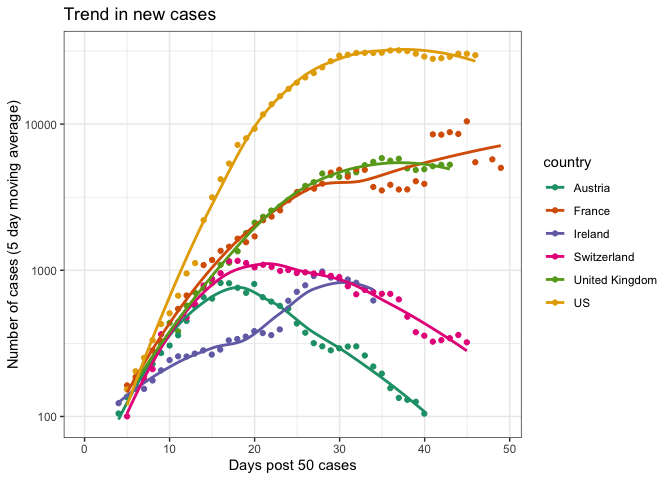 Trend in new cases
Number of cases (5 day moving average)
10000
1000
100
0
10
20
30
40
50
Days post 50 cases
country
Austria
France
Ireland
Switzerland
United Kingdom
US